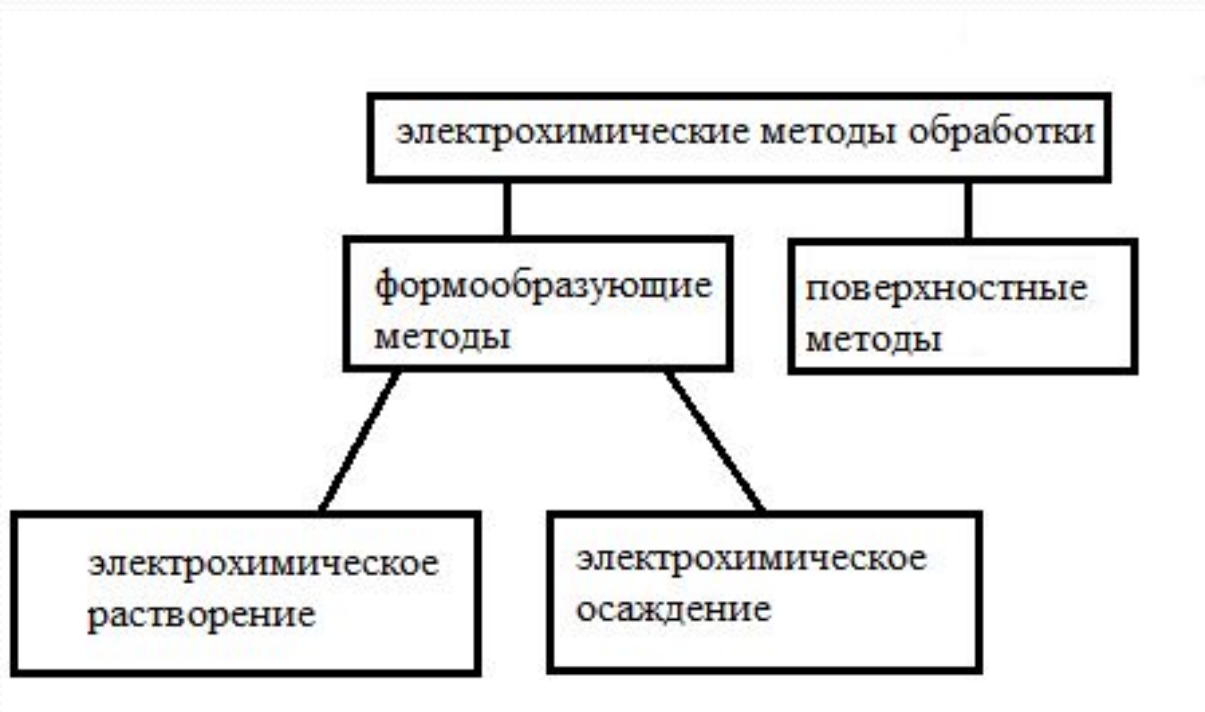 электрохимические методы обработки
формообразующие
методы
поверхностные
методы
электрохимическое
растворение
электрохимическое
осаждение